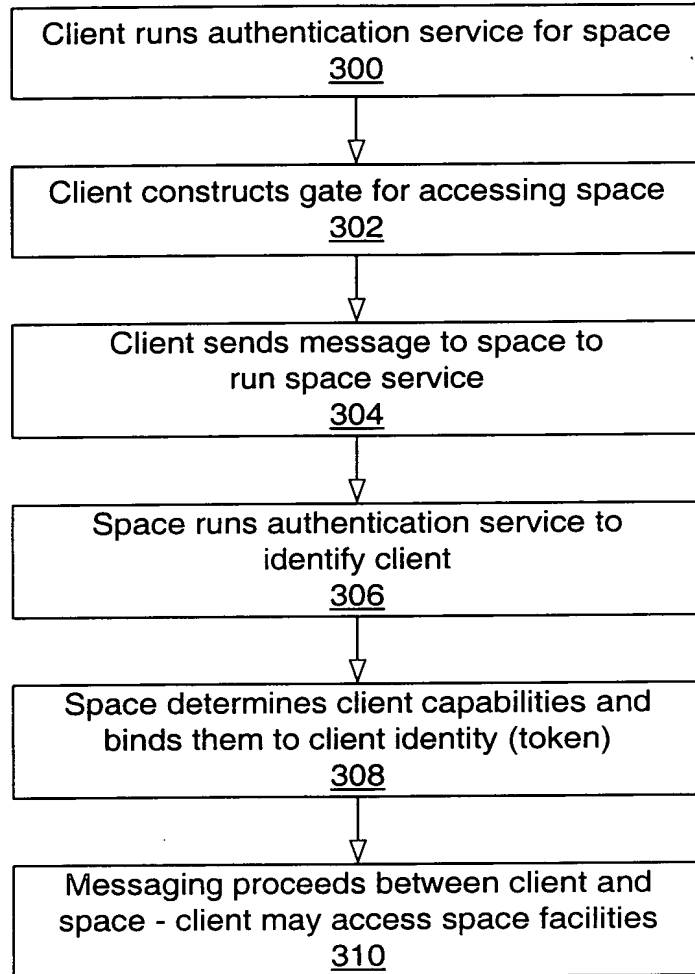 Client runs authentication service for space
300
Client constructs gate for accessing space
302
Client sends message to space to
run space service
304
Space runs authentication service to
identify client
306
Space determines client capabilities and
binds them to client identity (token)
308
Messaging proceeds between client and
space - client may access space facilities
310